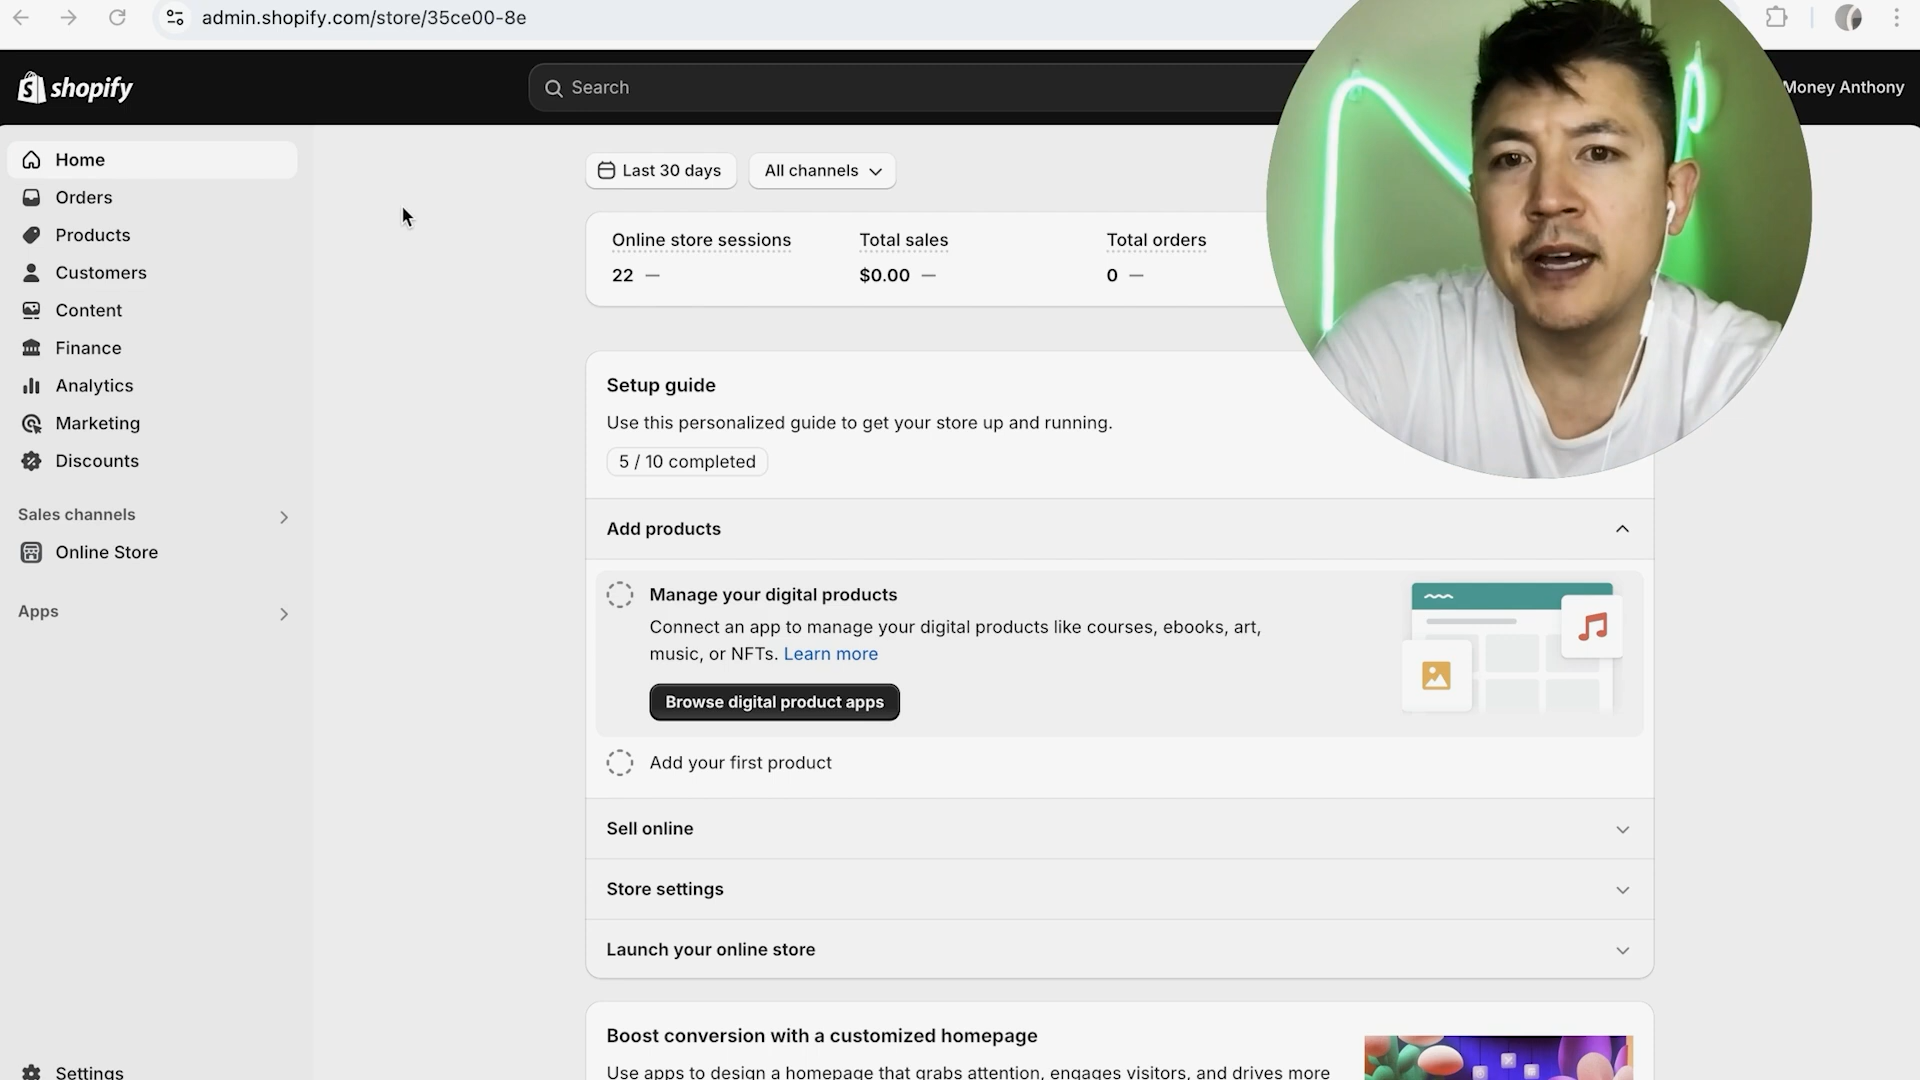 admin.shopify.com/store/35ce00-8e
shopify
Search
Money Anthony
Home
Orders
Products
Customers
Content
Finance
Analytics
Marketing
Discounts
Sales channels
Online Store
Apps
Settings
Last 30 days
All channels
Online store sessions
22 —
Total sales
$0.00 —
Total orders
0 —
Setup guide
Use this personalized guide to get your store up and running.
5 / 10 completed
Add products
Manage your digital products
Connect an app to manage your digital products like courses, ebooks, art,
music, or NFTs. Learn more
Browse digital product apps
Add your first product
Sell online
Store settings
Launch your online store
Boost conversion with a customized homepage
Use apps to design a homepage that grabs attention, engages visitors, and drives more